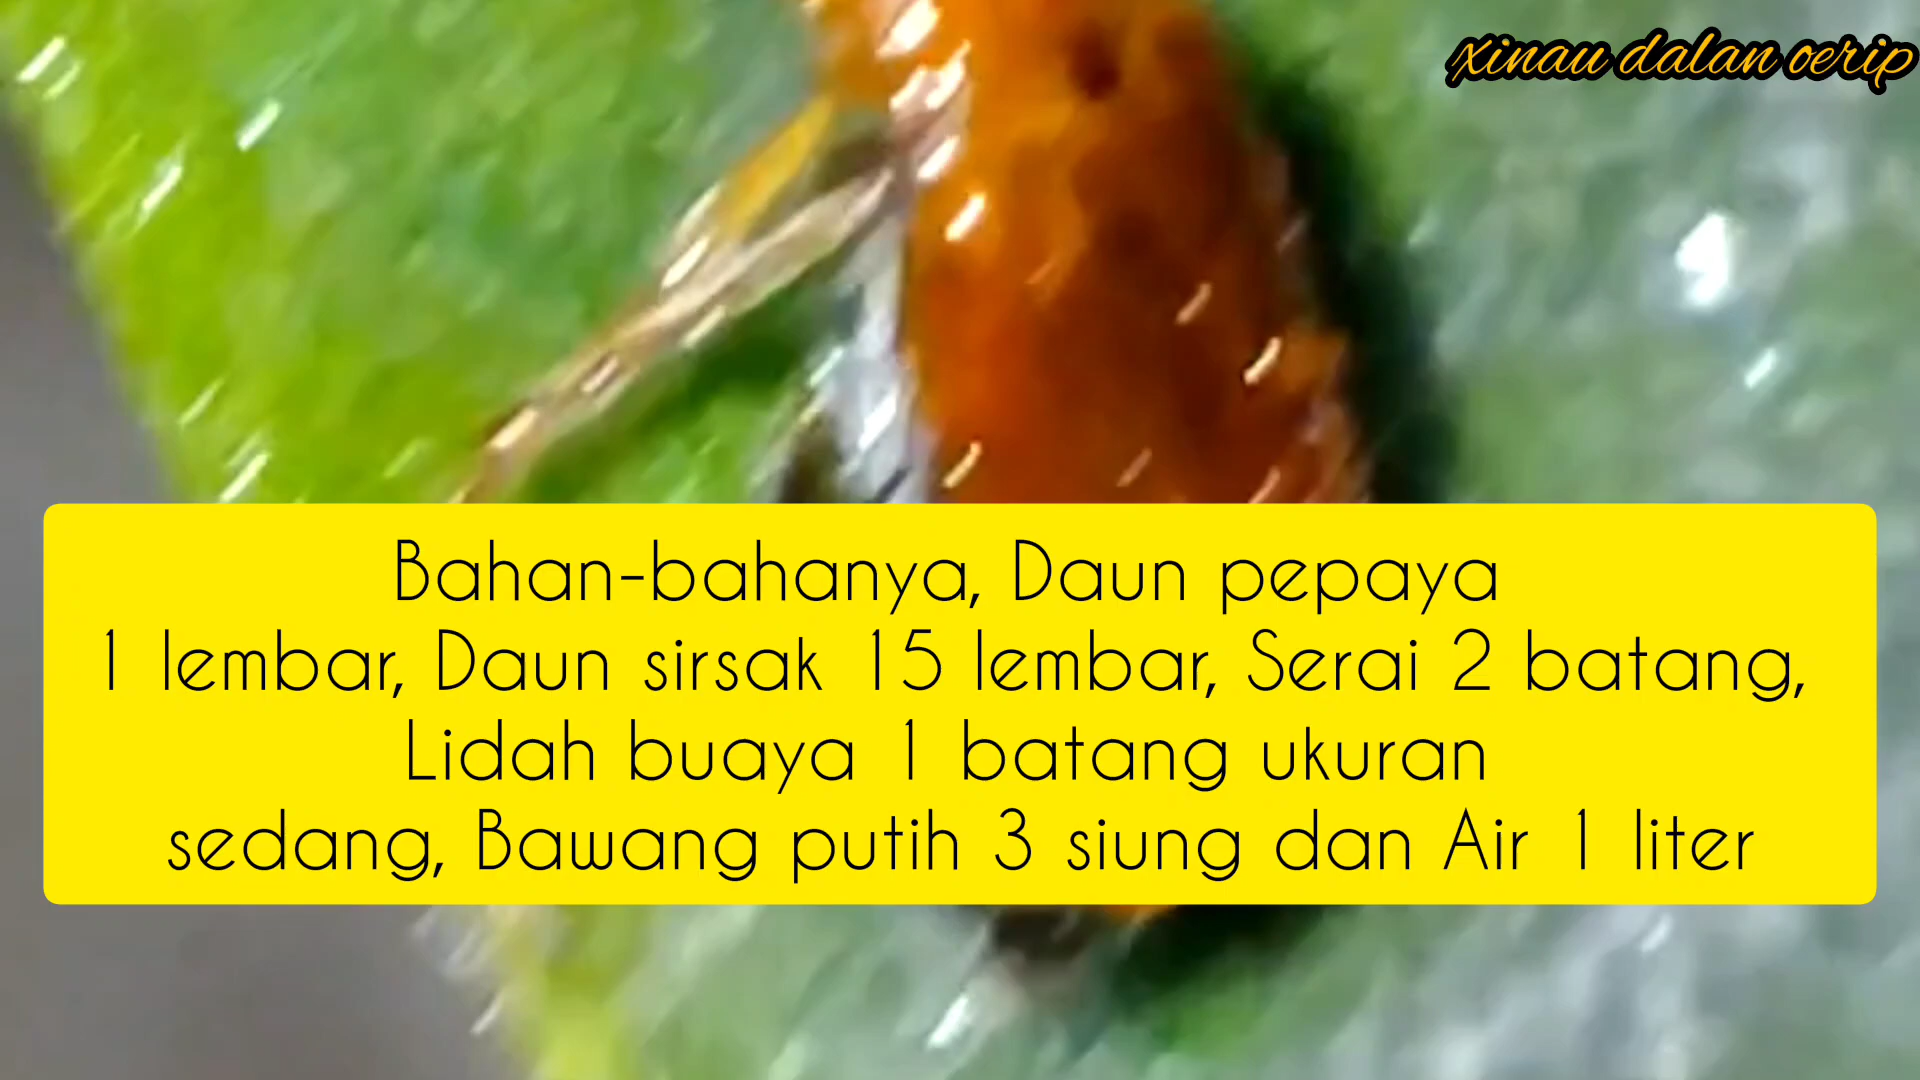 xinau dalan oerip
Bahan-bahanya, Daun pepaya
1 lembar, Daun sirsak 15 lembar, Serai 2 batang,
Lidah buaya 1 batang ukuran
sedang, Bawang putih 3 siung dan Air 1 liter